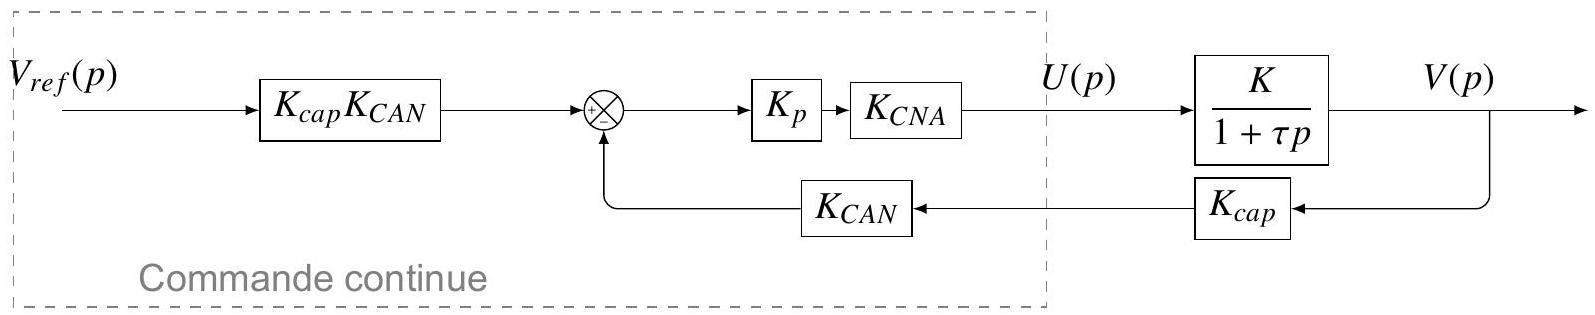 V_{ref}(p)
K_{cap}K_{CAN}
+
−
K_p
K_{CNA}
U(p)
K
1 + τp
V(p)
K_{CAN}
K_{cap}
Commande continue